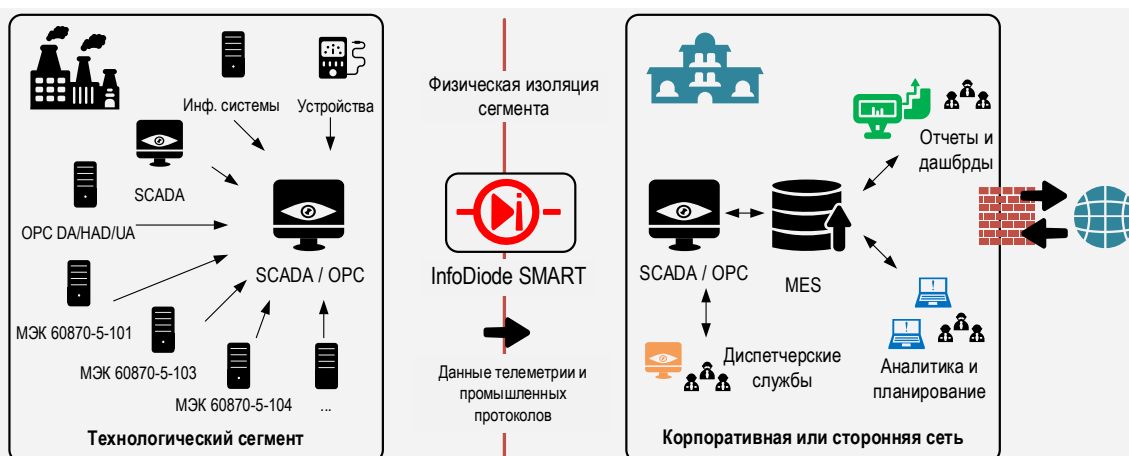 Инф. системы
Устройства
SCADA
OPC DA/HAD/UA
SCADA / OPC
МЭК 60870-5-101
МЭК 60870-5-103
МЭК 60870-5-104
...
Технологический сегмент
Физическая изоляция
сегмента
InfoDiode SMART
Данные телеметрии и
промышленных
протоколов
Отчеты и
дашбрды
SCADA / OPC
MES
Диспетчерские
службы
Аналитика и
планирование
Корпоративная или сторонняя сеть